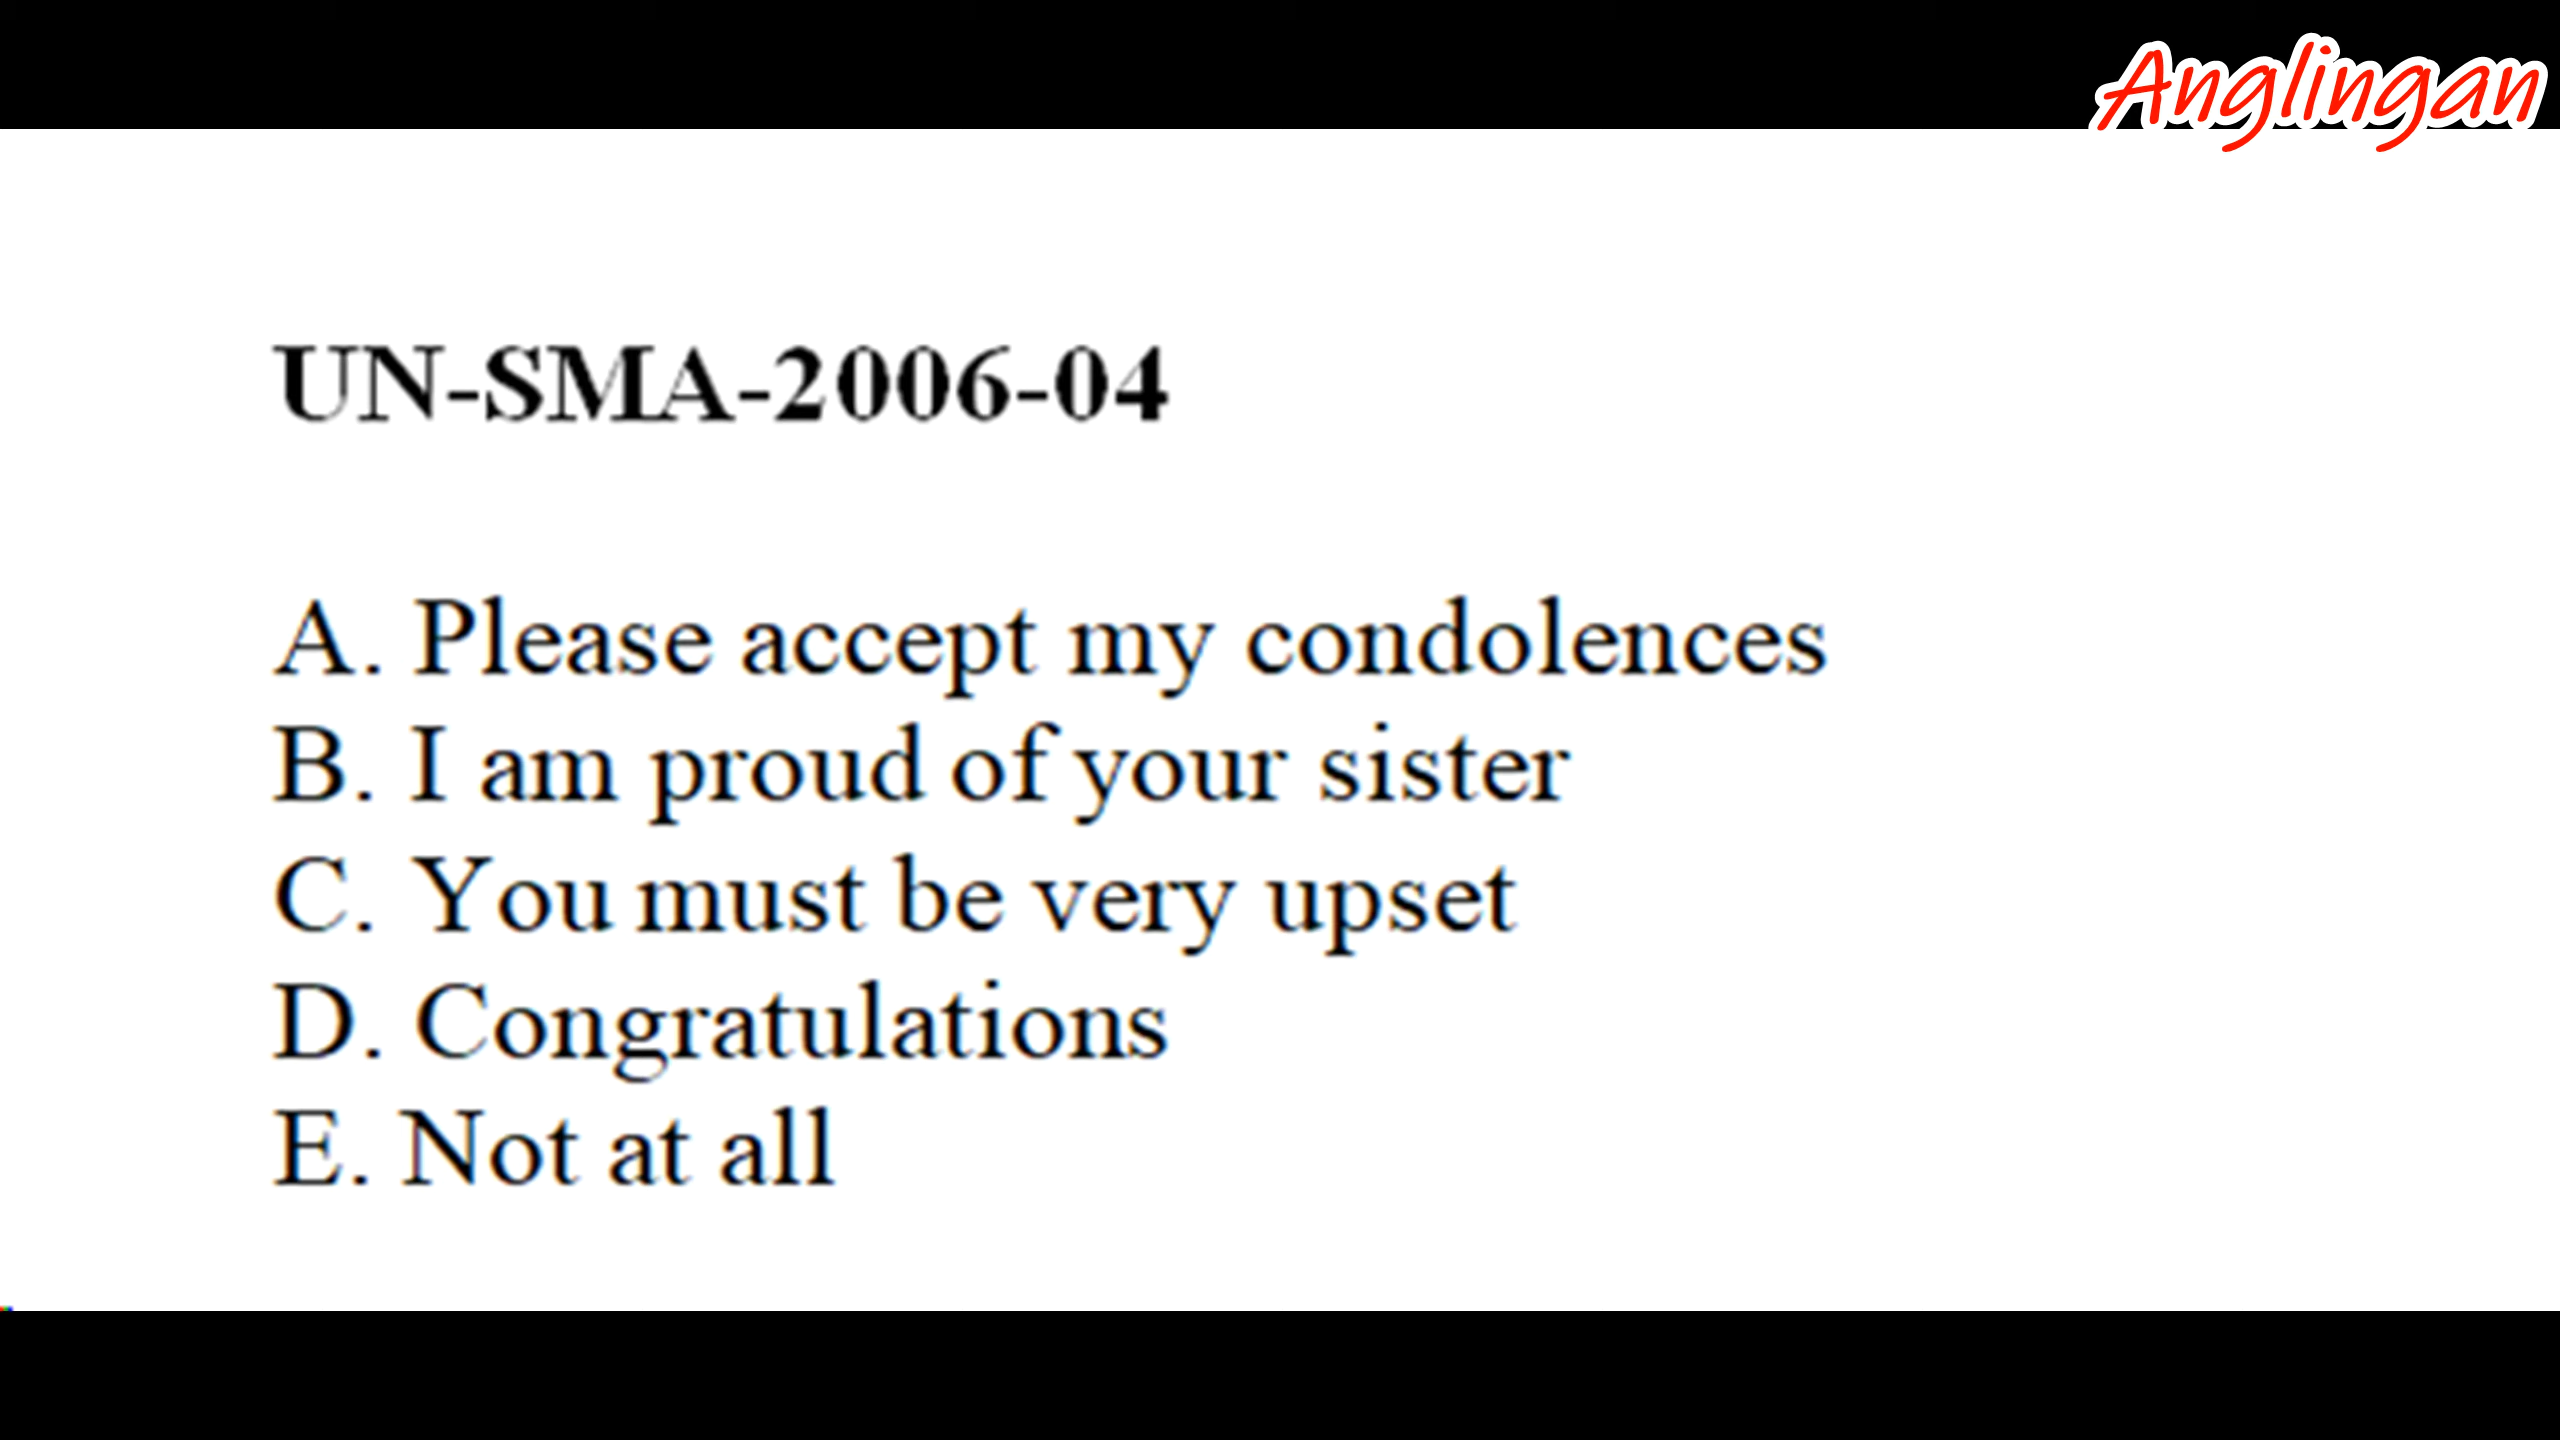 Anglingan
UN-SMA-2006-04
A. Please accept my condolences
B. I am proud of your sister
C. You must be very upset
D. Congratulations
E. Not at all